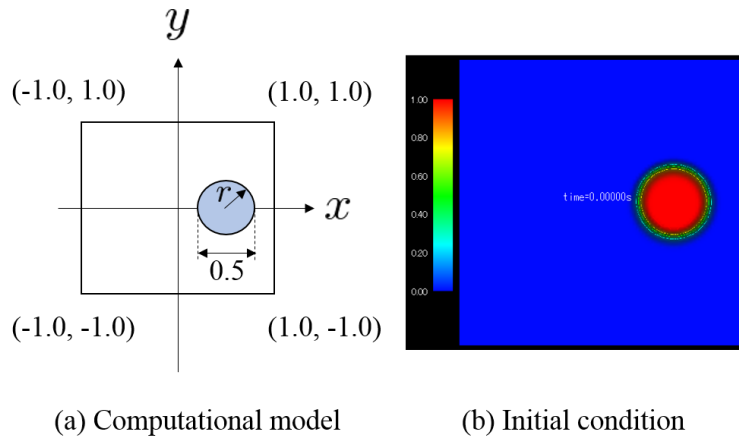 y
(-1.0, 1.0)
(1.0, 1.0)
r
x
0.5
(-1.0, -1.0)
(1.0, -1.0)
(a) Computational model
1.00
0.80
0.60
0.40
0.20
0.00
time=0.00000s
(b) Initial condition